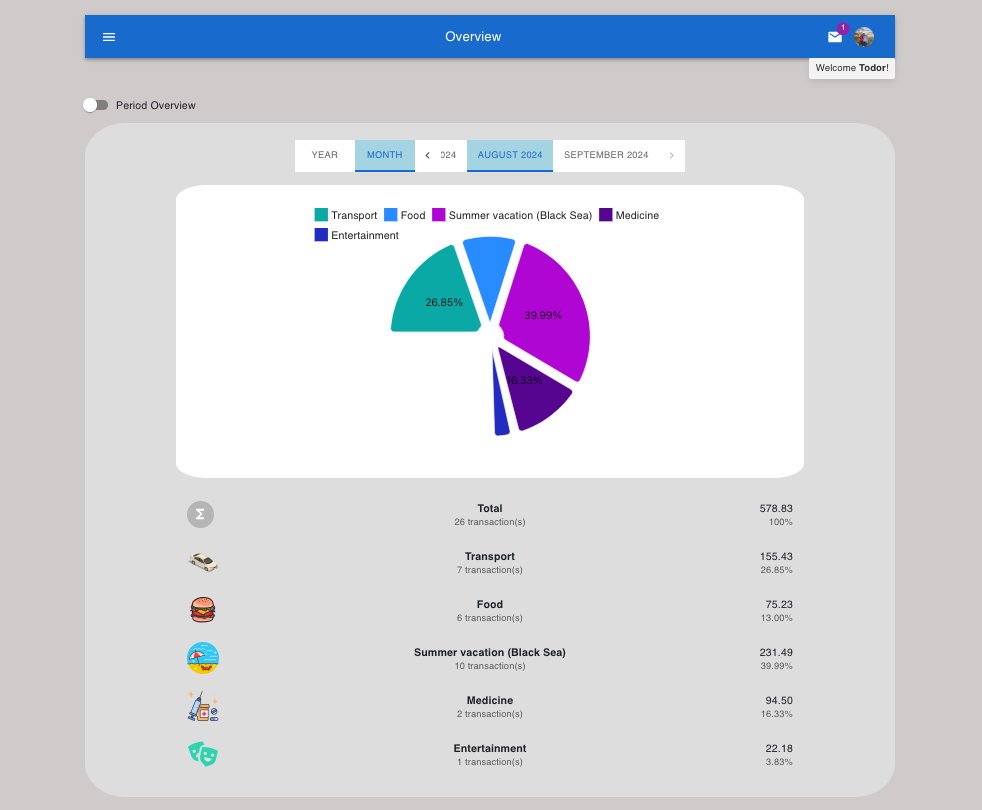 Overview
1
Welcome Todor!
Period Overview
YEAR MONTH 024 AUGUST 2024 SEPTEMBER 2024
Transport Food Summer vacation (Black Sea) Medicine
Entertainment
26.85%
39.99%
16.33%
Σ Total 578.83
26 transaction(s) 100%
Transport 155.43
7 transaction(s) 26.85%
Food 75.23
6 transaction(s) 13.00%
Summer vacation (Black Sea) 231.49
10 transaction(s) 39.99%
Medicine 94.50
2 transaction(s) 16.33%
Entertainment 22.18
1 transaction(s) 3.83%